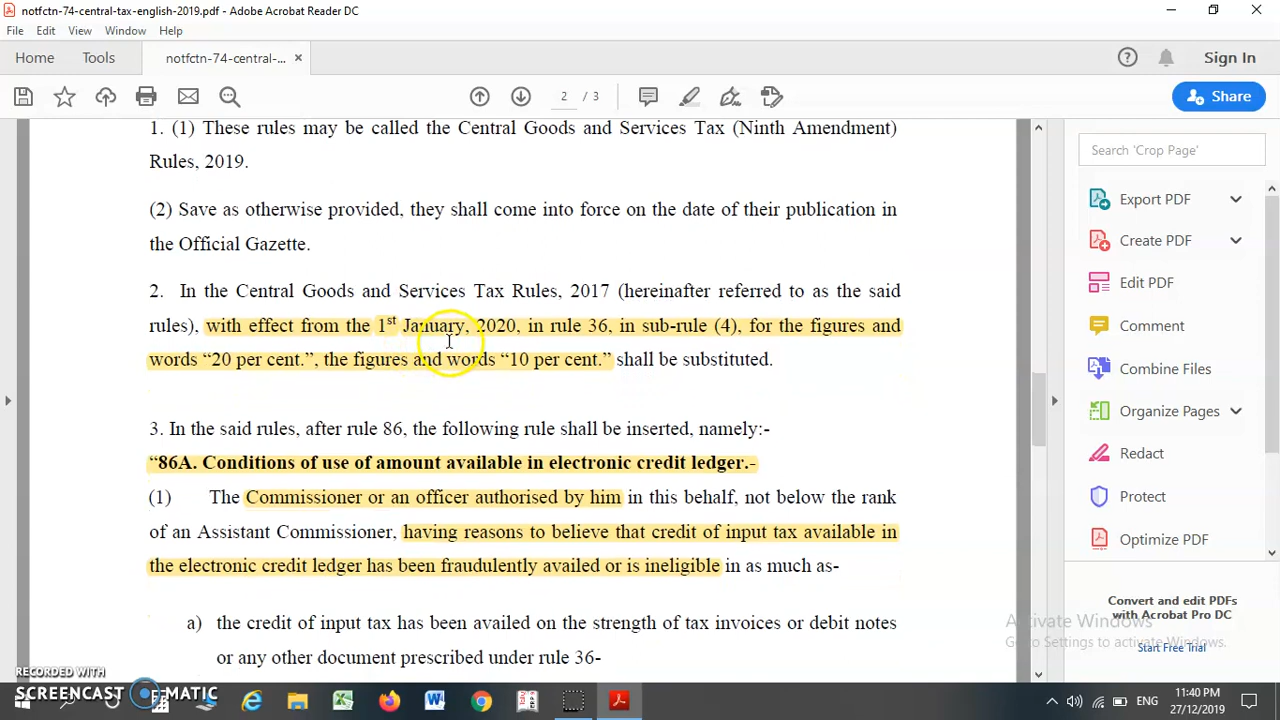 notfctn-74-central-tax-english-2019.pdf - Adobe Acrobat Reader DC
File Edit View Window Help
Home Tools notfctn-74-central-... × Sign In
2 / 3 Share
1. (1) These rules may be called the Central Goods and Services Tax (Ninth Amendment)
Rules, 2019.
(2) Save as otherwise provided, they shall come into force on the date of their publication in
the Official Gazette.
2. In the Central Goods and Services Tax Rules, 2017 (hereinafter referred to as the said
rules), with effect from the 1st January, 2020, in rule 36, in sub-rule (4), for the figures and
words “20 per cent.”, the figures and words “10 per cent.” shall be substituted.
3. In the said rules, after rule 86, the following rule shall be inserted, namely:-
“86A. Conditions of use of amount available in electronic credit ledger.-
(1) The Commissioner or an officer authorised by him in this behalf, not below the rank
of an Assistant Commissioner, having reasons to believe that credit of input tax available in
the electronic credit ledger has been fraudulently availed or is ineligible in as much as-
a) the credit of input tax has been availed on the strength of tax invoices or debit notes
or any other document prescribed under rule 36-
Search 'Crop Page'
Export PDF
Create PDF
Edit PDF
Comment
Combine Files
Organize Pages
Redact
Protect
Optimize PDF
Convert and edit PDFs
with Acrobat Pro DC
Start Free Trial
Activate Windows
Go to Settings to activate Windows.
RECORDED WITH
SCREENCAST MATIC
ENG
11:40 PM
27/12/2019